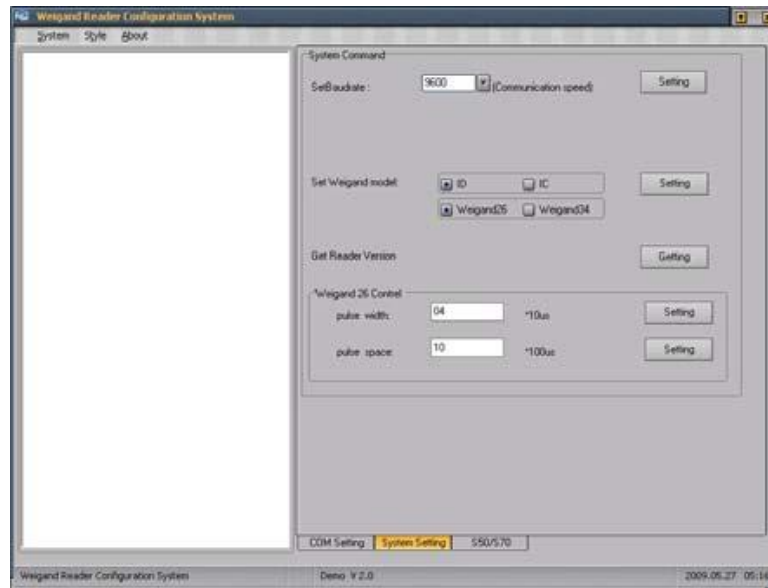 Weigand Reader Configuration System
System Style About
System Command
SetBaudrate : 9600 (Communication speed) Setting
Set Weigand model: ID IC Setting
Weigand26 Weigand34
Get Reader Version Getting
Weigand 26 Control
pulse width: 04 *10us Setting
pulse space: 10 *100us Setting
COM Setting System Setting S50/S70
Weigand Reader Configuration System Demo V 2.0 2009.05.27